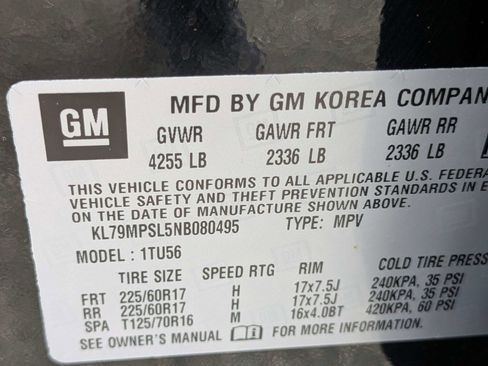 GM
MFD BY GM KOREA COMPAN
GVWR GAWR FRT GAWR RR
4255 LB 2336 LB 2336 LB
THIS VEHICLE CONFORMS TO ALL APPLICABLE U.S. FEDERA
VEHICLE SAFETY AND THEFT PREVENTION STANDARDS IN E
ON THE DATE OF MANUFACTURE SHOWN ABOVE.
KL79MPSL5NB080495 TYPE: MPV
MODEL : 1TU56
TIRE SIZE SPEED RTG RIM COLD TIRE PRESS
FRT 225/60R17 H 17x7.5J 240KPA, 35 PSI
RR 225/60R17 H 17x7.5J 240KPA, 35 PSI
SPA T125/70R16 M 16x4.0BT 420KPA, 60 PSI
SEE OWNER'S MANUAL FOR MORE INFORMATION.